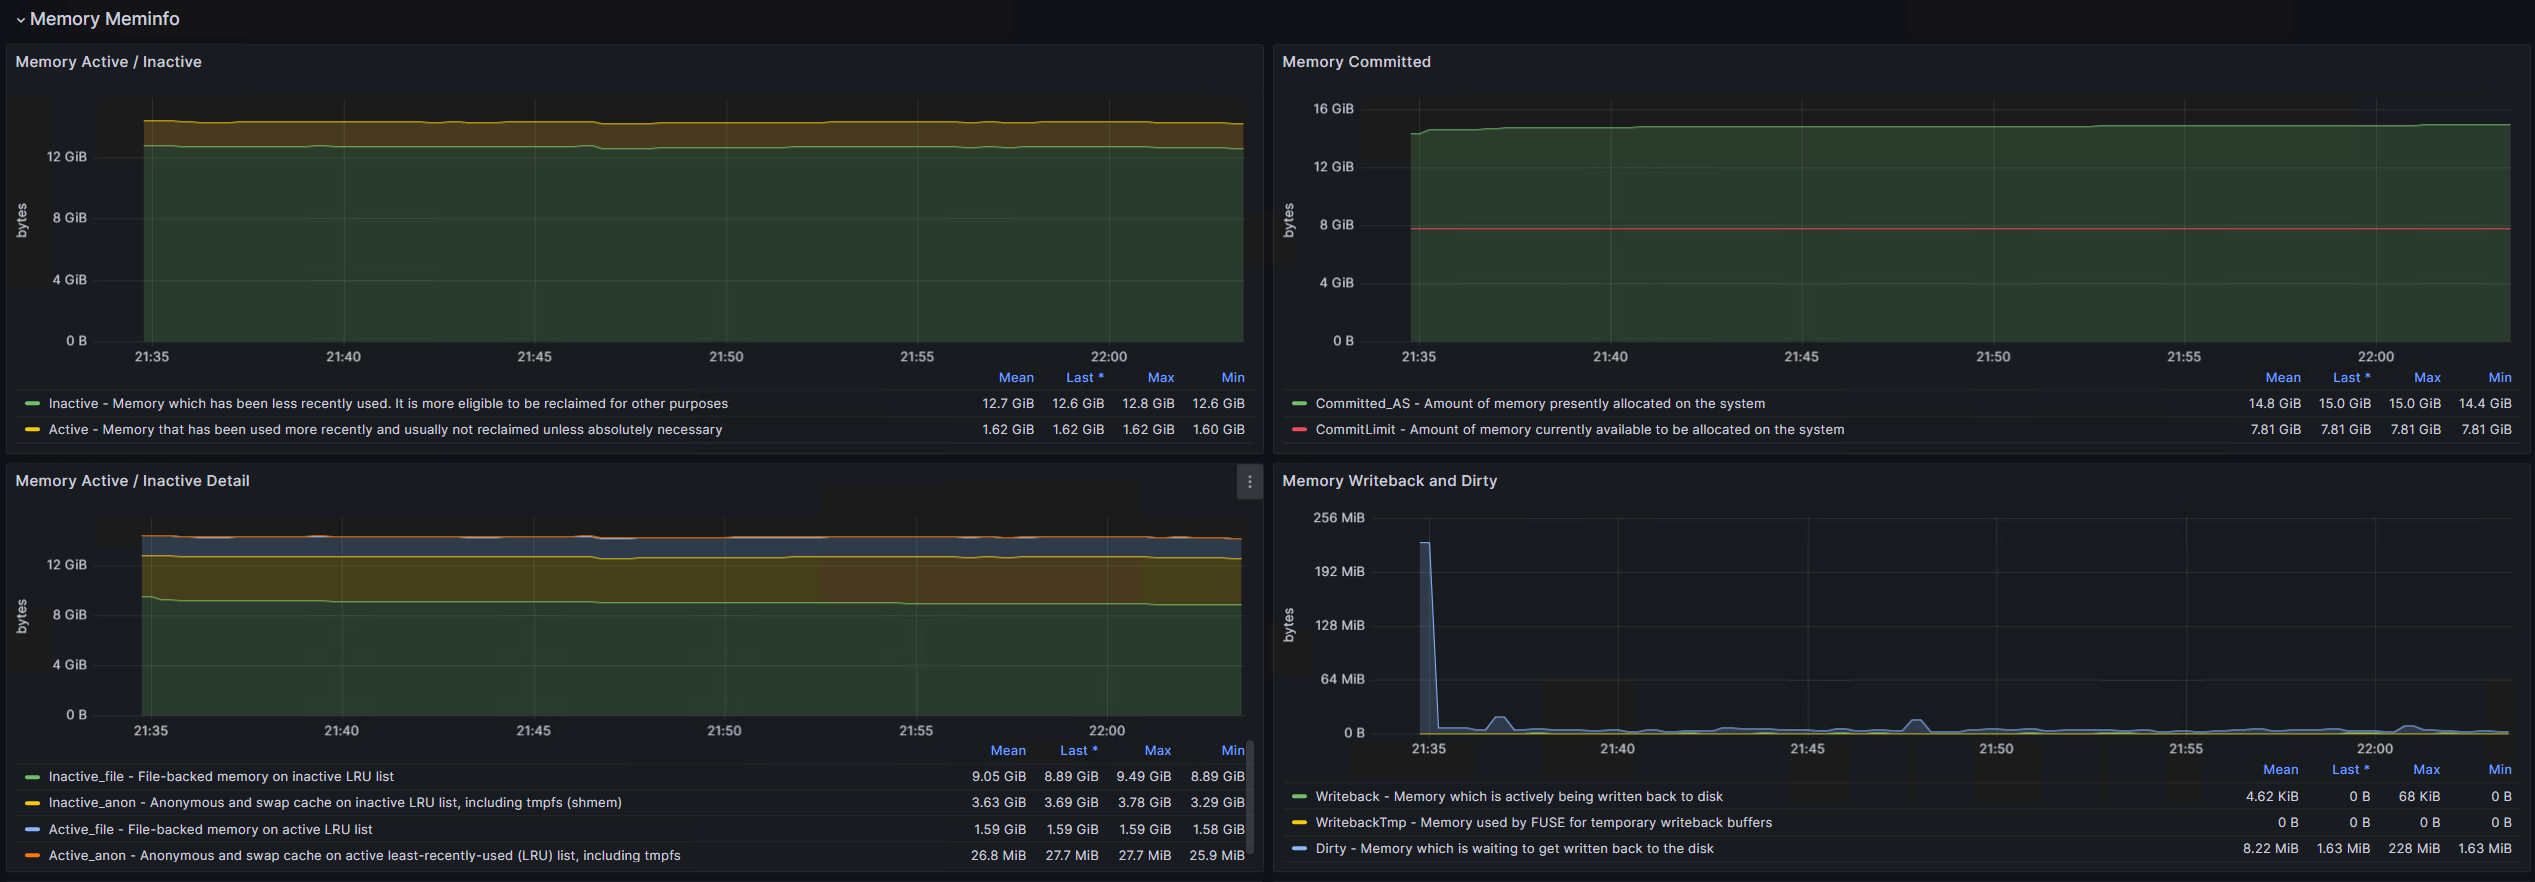 Memory Meminfo
Memory Active / Inactive
bytes
12 GiB
8 GiB
4 GiB
0 B
21:35 21:40 21:45 21:50 21:55 22:00
Mean Last * Max Min
Inactive - Memory which has been less recently used. It is more eligible to be reclaimed for other purposes 12.7 GiB 12.6 GiB 12.8 GiB 12.6 GiB
Active - Memory that has been used more recently and usually not reclaimed unless absolutely necessary 1.62 GiB 1.62 GiB 1.62 GiB 1.60 GiB
Memory Committed
bytes
16 GiB
12 GiB
8 GiB
4 GiB
0 B
21:35 21:40 21:45 21:50 21:55 22:00
Mean Last * Max Min
Committed_AS - Amount of memory presently allocated on the system 14.8 GiB 15.0 GiB 15.0 GiB 14.4 GiB
CommitLimit - Amount of memory currently available to be allocated on the system 7.81 GiB 7.81 GiB 7.81 GiB 7.81 GiB
Memory Active / Inactive Detail
bytes
12 GiB
8 GiB
4 GiB
0 B
21:35 21:40 21:45 21:50 21:55 22:00
Mean Last * Max Min
Inactive_file - File-backed memory on inactive LRU list 9.05 GiB 8.89 GiB 9.49 GiB 8.89 GiB
Inactive_anon - Anonymous and swap cache on inactive LRU list, including tmpfs (shmem) 3.63 GiB 3.69 GiB 3.78 GiB 3.29 GiB
Active_file - File-backed memory on active LRU list 1.59 GiB 1.59 GiB 1.59 GiB 1.58 GiB
Active_anon - Anonymous and swap cache on active least-recently-used (LRU) list, including tmpfs 26.8 MiB 27.7 MiB 27.7 MiB 25.9 MiB
Memory Writeback and Dirty
bytes
256 MiB
192 MiB
128 MiB
64 MiB
0 B
21:35 21:40 21:45 21:50 21:55 22:00
Mean Last * Max Min
Writeback - Memory which is actively being written back to disk 4.62 KiB 0 B 68 KiB 0 B
WritebackTmp - Memory used by FUSE for temporary writeback buffers 0 B 0 B 0 B 0 B
Dirty - Memory which is waiting to get written back to the disk 8.22 MiB 1.63 MiB 228 MiB 1.63 MiB